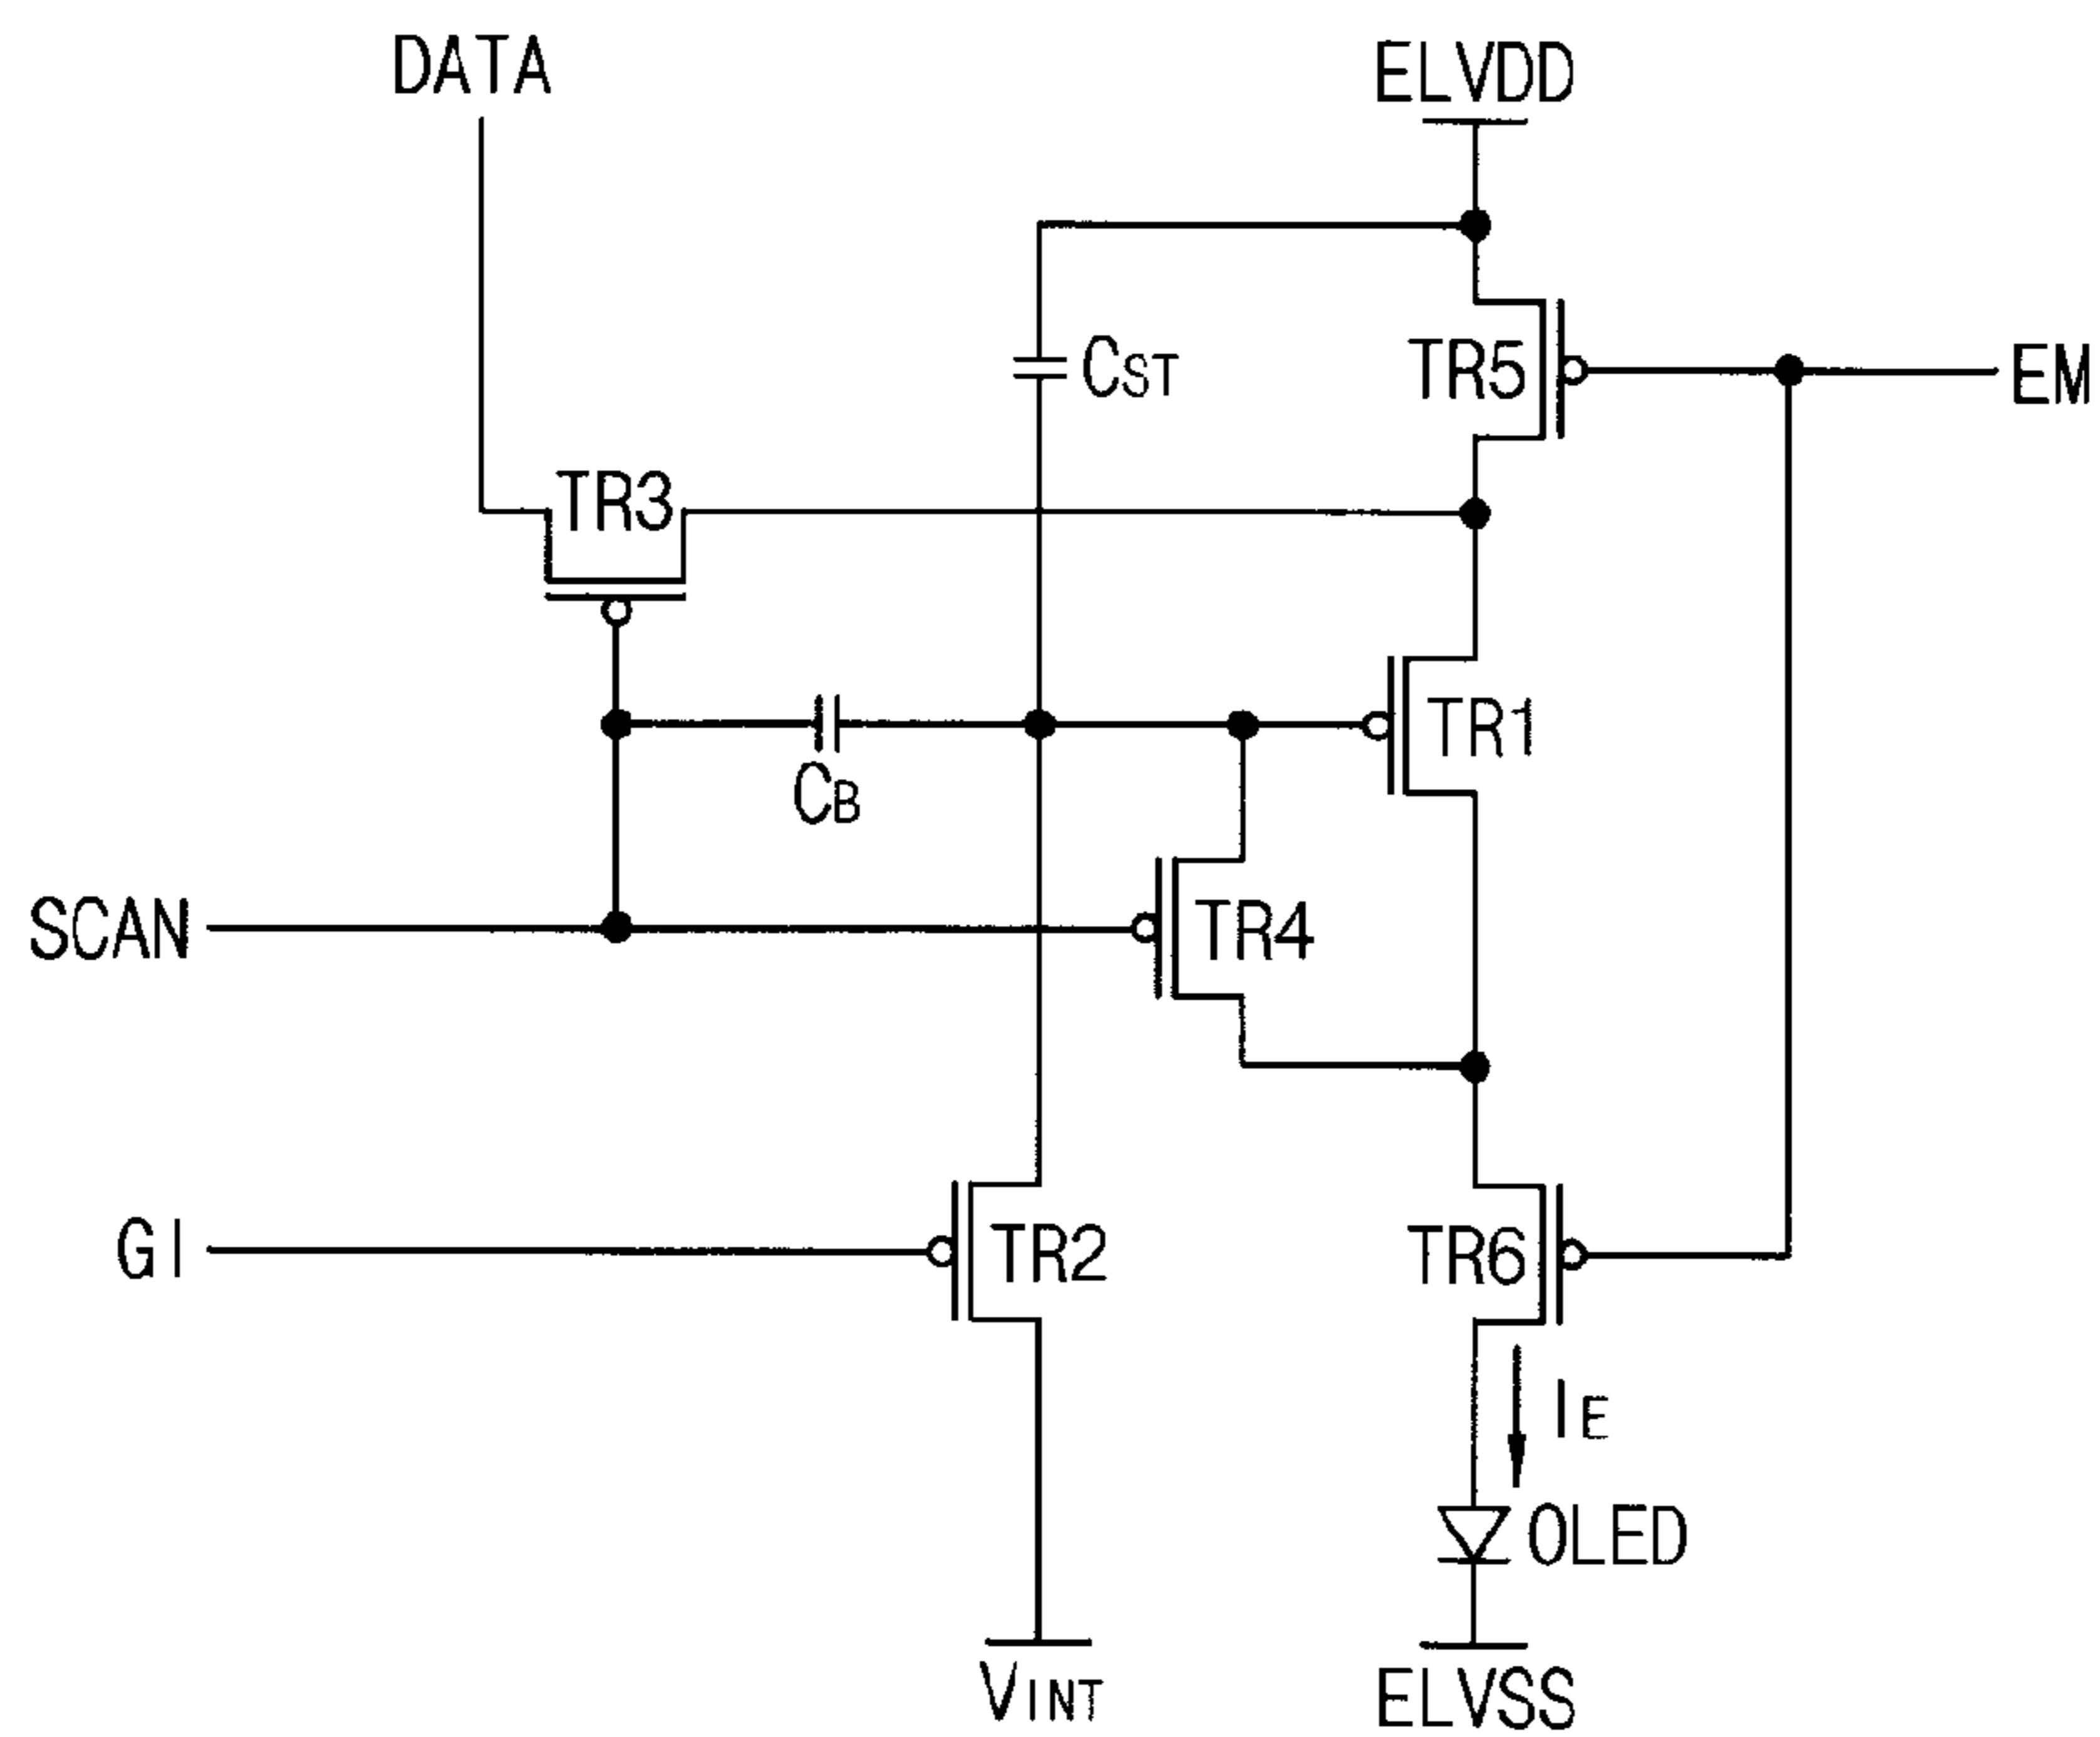 DATA
ELVDD
CST
TR5
EM
TR3
TR1
CB
SCAN
TR4
GI
TR2
TR6
IE
OLED
VINT
ELVSS